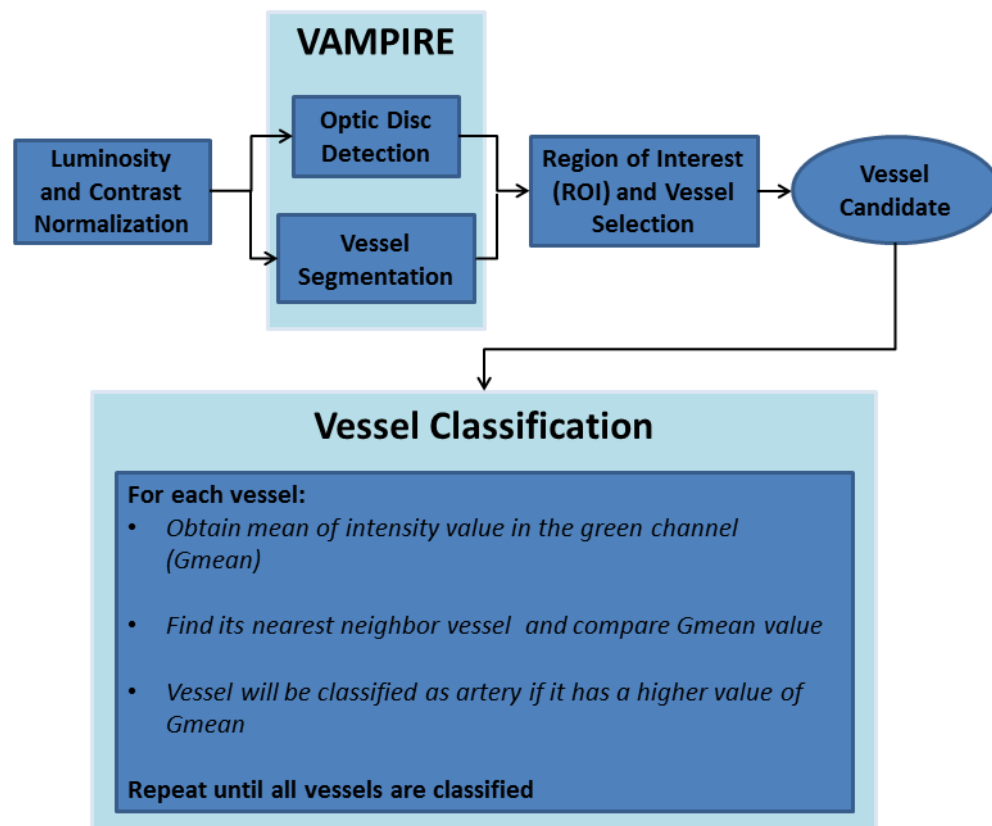 VAMPIRE
Optic Disc
Detection
Luminosity
and Contrast
Normalization
Vessel
Segmentation
Region of Interest
(ROI) and Vessel
Selection
Vessel
Candidate
Vessel Classification
For each vessel:
• Obtain mean of intensity value in the green channel
(Gmean)
• Find its nearest neighbor vessel and compare Gmean value
• Vessel will be classified as artery if it has a higher value of
Gmean
Repeat until all vessels are classified